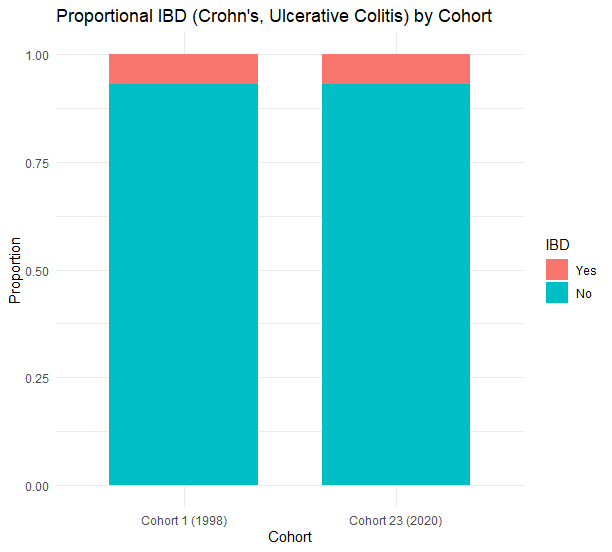 Proportional IBD (Crohn's, Ulcerative Colitis) by Cohort
1.00
0.75
0.50
0.25
0.00
Proportion
Cohort 1 (1998)
Cohort 23 (2020)
Cohort
IBD
Yes
No